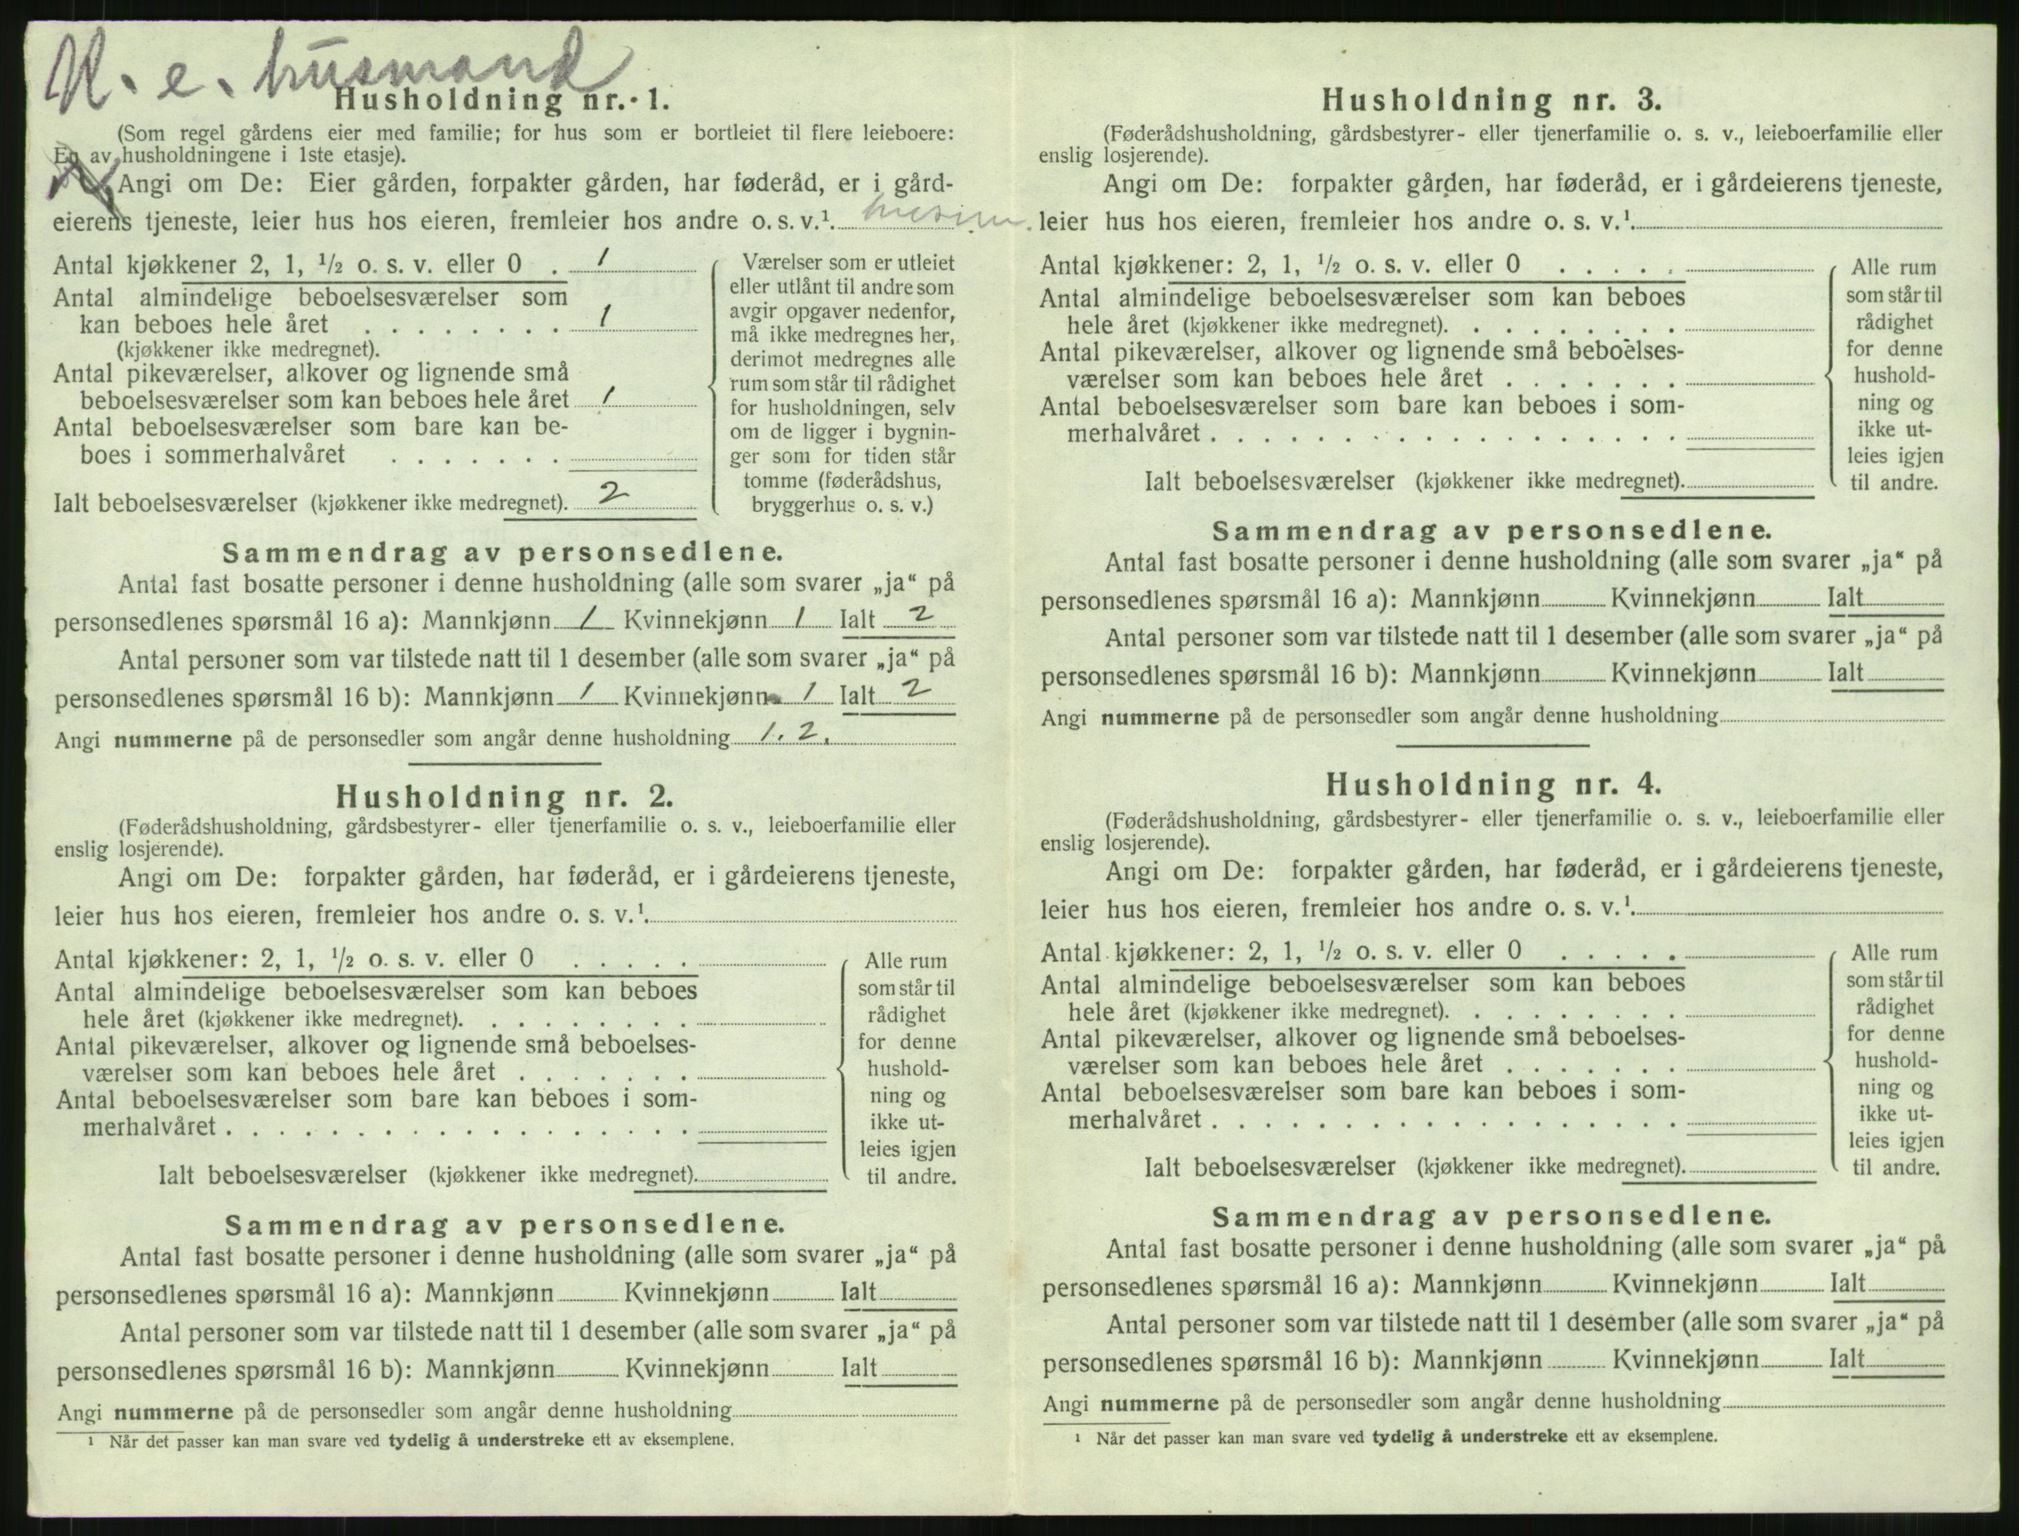 N. e. husmand
Husholdning nr. 1.
(Som regel gårdens eier med familie; for hus som er bortleiet til flere leieboere:
En av husholdningene i 1ste etasje).
Angi om De: Eier gården, forpakter gården, har føderåd, er i gård-
eierens tjeneste, leier hus hos eieren, fremleier hos andre o. s. v.¹. husm.
Antal kjøkkener 2, 1, ½ o. s. v. eller 0 . 1
Antal almindelige beboelsesværelser som
kan beboes hele året . . . . . . . . 1
(kjøkkener ikke medregnet).
Antal pikeværelser, alkover og lignende små
beboelsesværelser som kan beboes hele året 1
Antal beboelsesværelser som bare kan be-
boes i sommerhalvåret . . . . . . .
Ialt beboelsesværelser (kjøkkener ikke medregnet). 2
Værelser som er utleiet
eller utlånt til andre som
avgir opgaver nedenfor,
må ikke medregnes her,
derimot medregnes alle
rum som står til rådighet
for husholdningen, selv
om de ligger i bygnin-
ger som for tiden står
tomme (føderådshus,
bryggerhus o. s. v.)
Sammendrag av personsedlene.
Antal fast bosatte personer i denne husholdning (alle som svarer „ja“ på
personsedlenes spørsmål 16 a): Mannkjønn 1 Kvinnekjønn 1 Ialt 2
Antal personer som var tilstede natt til 1 desember (alle som svarer „ja“ på
personsedlenes spørsmål 16 b): Mannkjønn 1 Kvinnekjønn 1 Ialt 2
Angi nummerne på de personsedler som angår denne husholdning 1. 2.
Husholdning nr. 2.
(Føderådshusholdning, gårdsbestyrer- eller tjenerfamilie o. s. v., leieboerfamilie eller
enslig losjerende).
Angi om De: forpakter gården, har føderåd, er i gårdeierens tjeneste,
leier hus hos eieren, fremleier hos andre o. s. v.¹.
Antal kjøkkener: 2, 1, ½ o. s. v. eller 0 . . . . .
Antal almindelige beboelsesværelser som kan beboes
hele året (kjøkkener ikke medregnet). . . . . . . . .
Antal pikeværelser, alkover og lignende små beboelses-
værelser som kan beboes hele året . . . . . . .
Antal beboelsesværelser som bare kan beboes i som-
merhalvåret . . . . . . . . . . . . . . . . . .
Ialt beboelsesværelser (kjøkkener ikke medregnet).
Alle rum
som står til
rådighet
for denne
hushold-
ning og
ikke ut-
leies igjen
til andre.
Sammendrag av personsedlene.
Antal fast bosatte personer i denne husholdning (alle som svarer „ja“ på
personsedlenes spørsmål 16 a): Mannkjønn Kvinnekjønn Ialt
Antal personer som var tilstede natt til 1 desember (alle som svarer „ja“ på
personsedlenes spørsmål 16 b): Mannkjønn Kvinnekjønn Ialt
Angi nummerne på de personsedler som angår denne husholdning
¹ Når det passer kan man svare ved tydelig å understreke ett av eksemplene.
Husholdning nr. 3.
(Føderådshusholdning, gårdsbestyrer- eller tjenerfamilie o. s. v., leieboerfamilie eller
enslig losjerende).
Angi om De: forpakter gården, har føderåd, er i gårdeierens tjeneste,
leier hus hos eieren, fremleier hos andre o. s. v.¹.
Antal kjøkkener: 2, 1, ½ o. s. v. eller 0 . . . . .
Antal almindelige beboelsesværelser som kan beboes
hele året (kjøkkener ikke medregnet). . . . . . . . .
Antal pikeværelser, alkover og lignende små beboelses-
værelser som kan beboes hele året . . . . . . .
Antal beboelsesværelser som bare kan beboes i som-
merhalvåret . . . . . . . . . . . . . . . . . .
Ialt beboelsesværelser (kjøkkener ikke medregnet).
Alle rum
som står til
rådighet
for denne
hushold-
ning og
ikke ut-
leies igjen
til andre.
Sammendrag av personsedlene.
Antal fast bosatte personer i denne husholdning (alle som svarer „ja“ på
personsedlenes spørsmål 16 a): Mannkjønn Kvinnekjønn Ialt
Antal personer som var tilstede natt til 1 desember (alle som svarer „ja“ på
personsedlenes spørsmål 16 b): Mannkjønn Kvinnekjønn Ialt
Angi nummerne på de personsedler som angår denne husholdning
Husholdning nr. 4.
(Føderådshusholdning, gårdsbestyrer- eller tjenerfamilie o. s. v., leieboerfamilie eller
enslig losjerende).
Angi om De: forpakter gården, har føderåd, er i gårdeierens tjeneste,
leier hus hos eieren, fremleier hos andre o. s. v.¹.
Antal kjøkkener: 2, 1, ½ o. s. v. eller 0 . . . . .
Antal almindelige beboelsesværelser som kan beboes
hele året (kjøkkener ikke medregnet). . . . . . . . .
Antal pikeværelser, alkover og lignende små beboelses-
værelser som kan beboes hele året . . . . . . .
Antal beboelsesværelser som bare kan beboes i som-
merhalvåret . . . . . . . . . . . . . . . . . .
Ialt beboelsesværelser (kjøkkener ikke medregnet).
Alle rum
som står til
rådighet
for denne
hushold-
ning og
ikke ut-
leies igjen
til andre.
Sammendrag av personsedlene.
Antal fast bosatte personer i denne husholdning (alle som svarer „ja“ på
personsedlenes spørsmål 16 a): Mannkjønn Kvinnekjønn Ialt
Antal personer som var tilstede natt til 1 desember (alle som svarer „ja“ på
personsedlenes spørsmål 16 b): Mannkjønn Kvinnekjønn Ialt
Angi nummerne på de personsedler som angår denne husholdning
¹ Når det passer kan man svare ved tydelig å understreke ett av eksemplene.